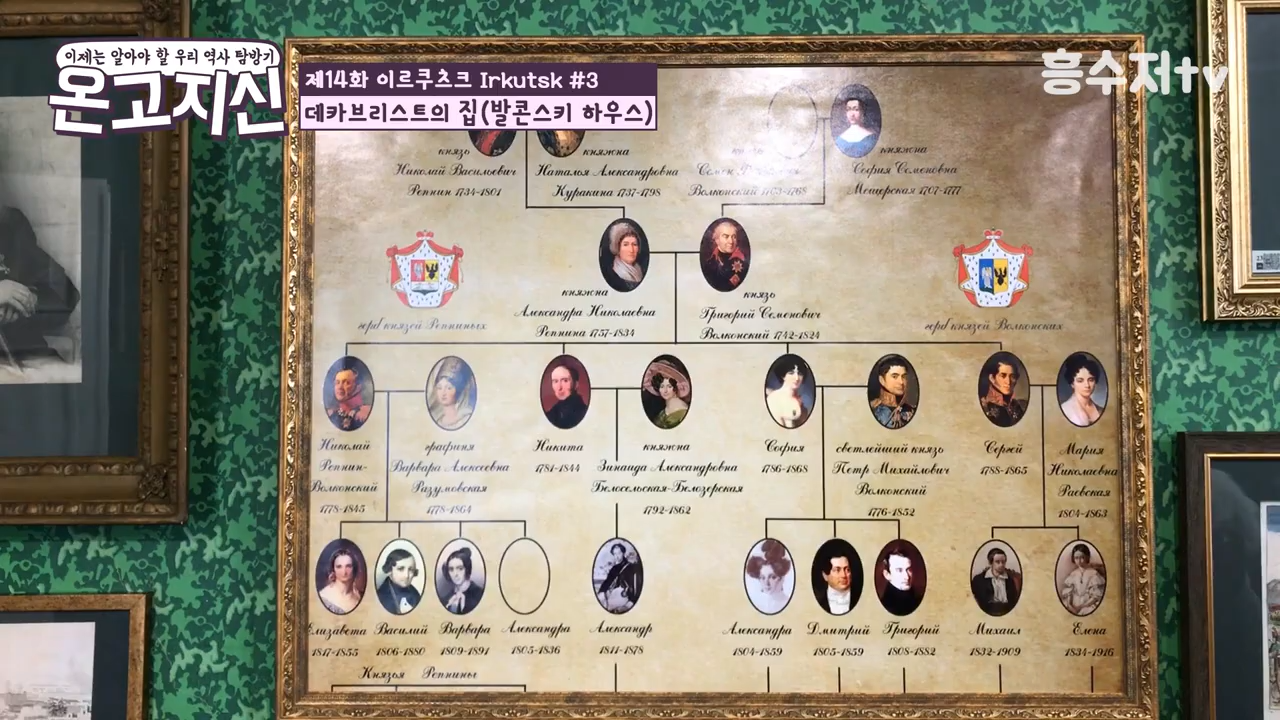 이제는 알아야 할 우리 역사 탐방기
온고지신
제14화 이르쿠츠크 Irkutsk #3
데카브리스트의 집(발콘스키 하우스)
흥수저tv
князь
Николай Васильевич
Репнин 1734-1801
княжна
Наталья Александровна
Куракина 1737-1798
Семен
Волконский 1703-1768
княжна
София Семеновна
Мещерская 1707-1777
княжна
Александра Николаевна
Репнина 1757-1834
князь
Григорий Семенович
Волконский 1742-1824
герб князей Репниных
герб князей Волконских
Николай
Репнин-
Волконский
1778-1845
графиня
Варвара Алексеевна
Разумовская
1778-1864
Никита
1781-1844
княжна
Зинаида Александровна
Белосельская-Белозерская
1792-1862
София
1786-1868
светлейший князь
Петр Михайлович
Волконский
1776-1852
Сергей
1788-1865
Мария
Николаевна
Раевская
1804-1863
Елизавета
1817-1855
Василий
1806-1880
Варвара
1809-1891
Александра
1805-1836
Александр
1811-1878
Александра
1804-1859
Дмитрий
1805-1859
Григорий
1808-1882
Михаил
1832-1909
Елена
1834-1916
Князья Репнины